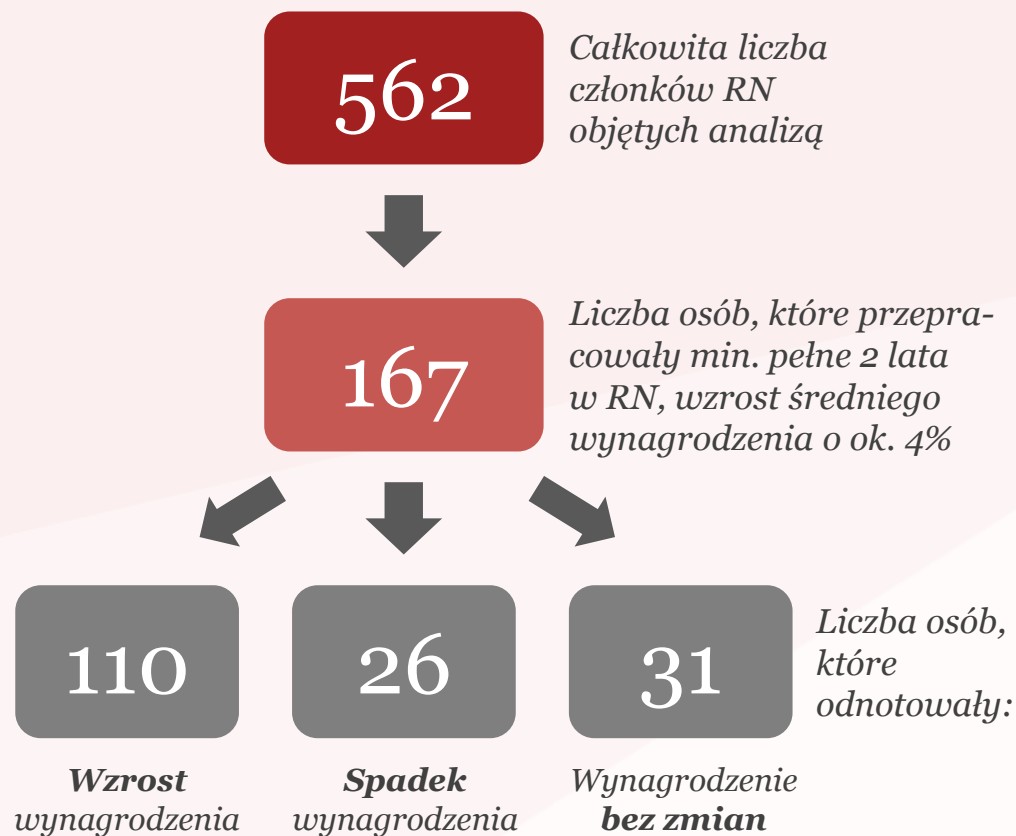 562
Całkowita liczba
członków RN
objętych analizą
167
Liczba osób, które przepra-
cowały min. pełne 2 lata
w RN, wzrost średniego
wynagrodzenia o ok. 4%
110
26
31
Liczba osób,
które
odnotowały:
Wzrost
wynagrodzenia
Spadek
wynagrodzenia
Wynagrodzenie
bez zmian